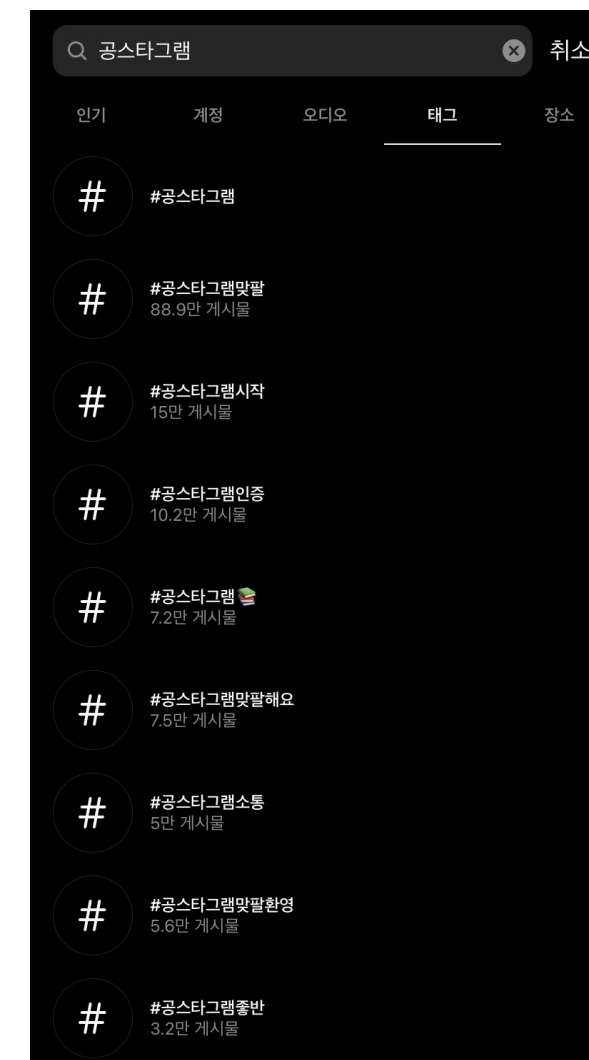 공스타그램
취소
인기 계정 오디오 태그 장소
#
#공스타그램
#
#공스타그램맞팔
88.9만 게시물
#
#공스타그램시작
15만 게시물
#
#공스타그램인증
10.2만 게시물
#
#공스타그램📚
7.2만 게시물
#
#공스타그램맞팔해요
7.5만 게시물
#
#공스타그램소통
5만 게시물
#
#공스타그램맞팔환영
5.6만 게시물
#
#공스타그램좋반
3.2만 게시물